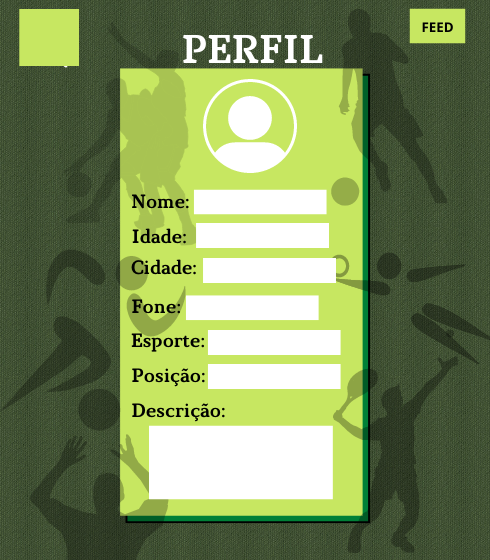 PERFIL
FEED
Nome:
Idade:
Cidade:
Fone:
Esporte:
Posição:
Descrição: